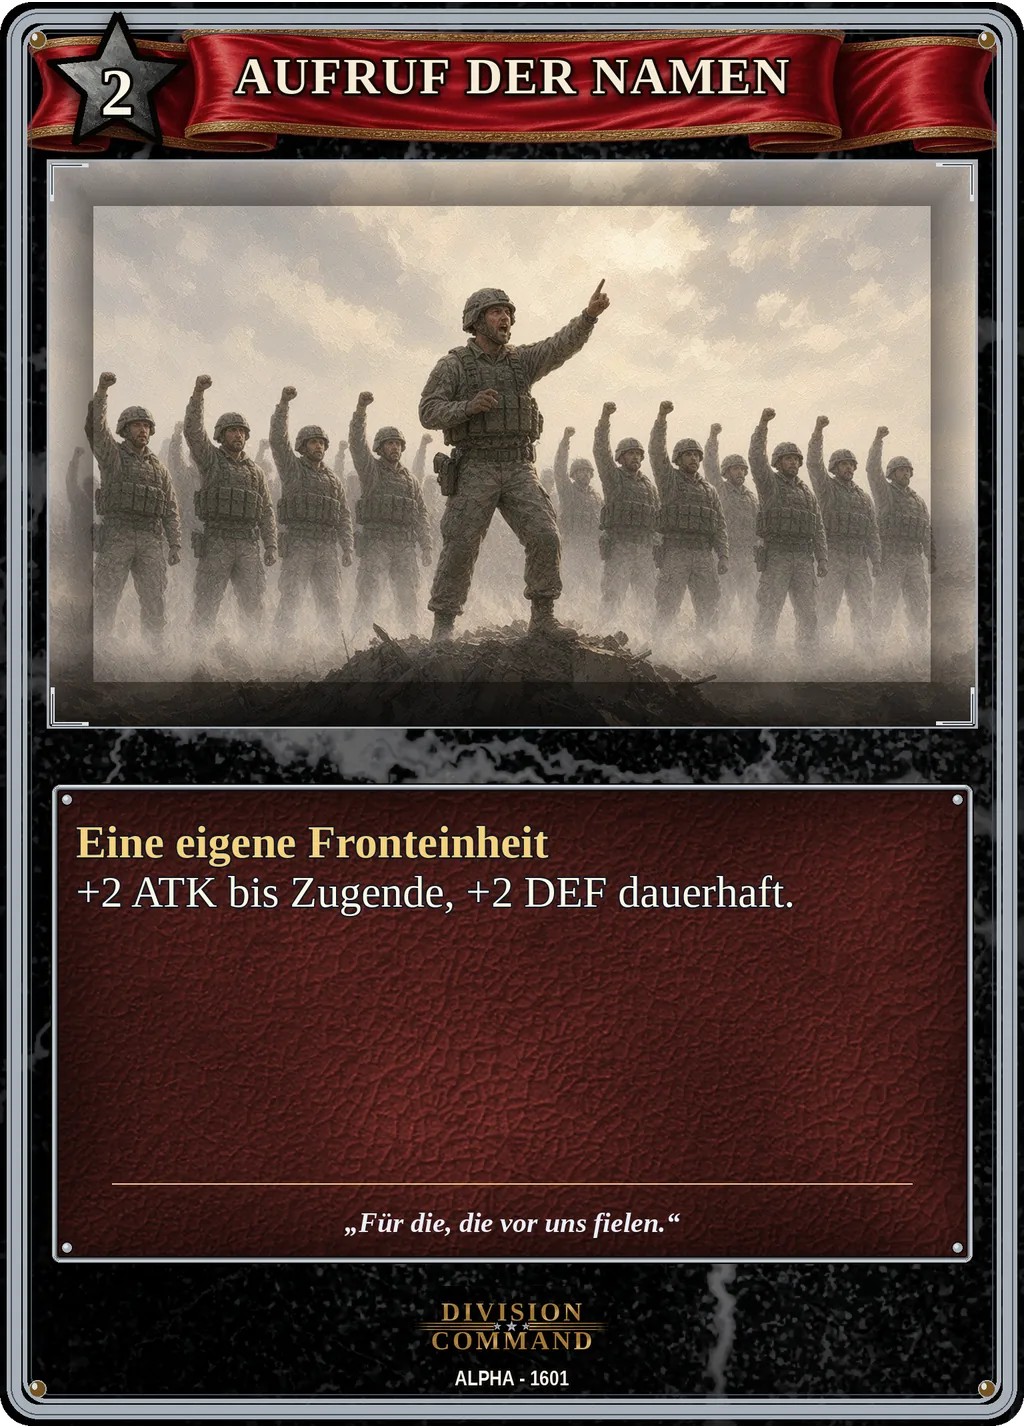 2
AUFRUF DER NAMEN
Eine eigene Fronteinheit
+2 ATK bis Zugende, +2 DEF dauerhaft.
„Für die, die vor uns fielen.“
DIVISION
COMMAND
ALPHA - 1601